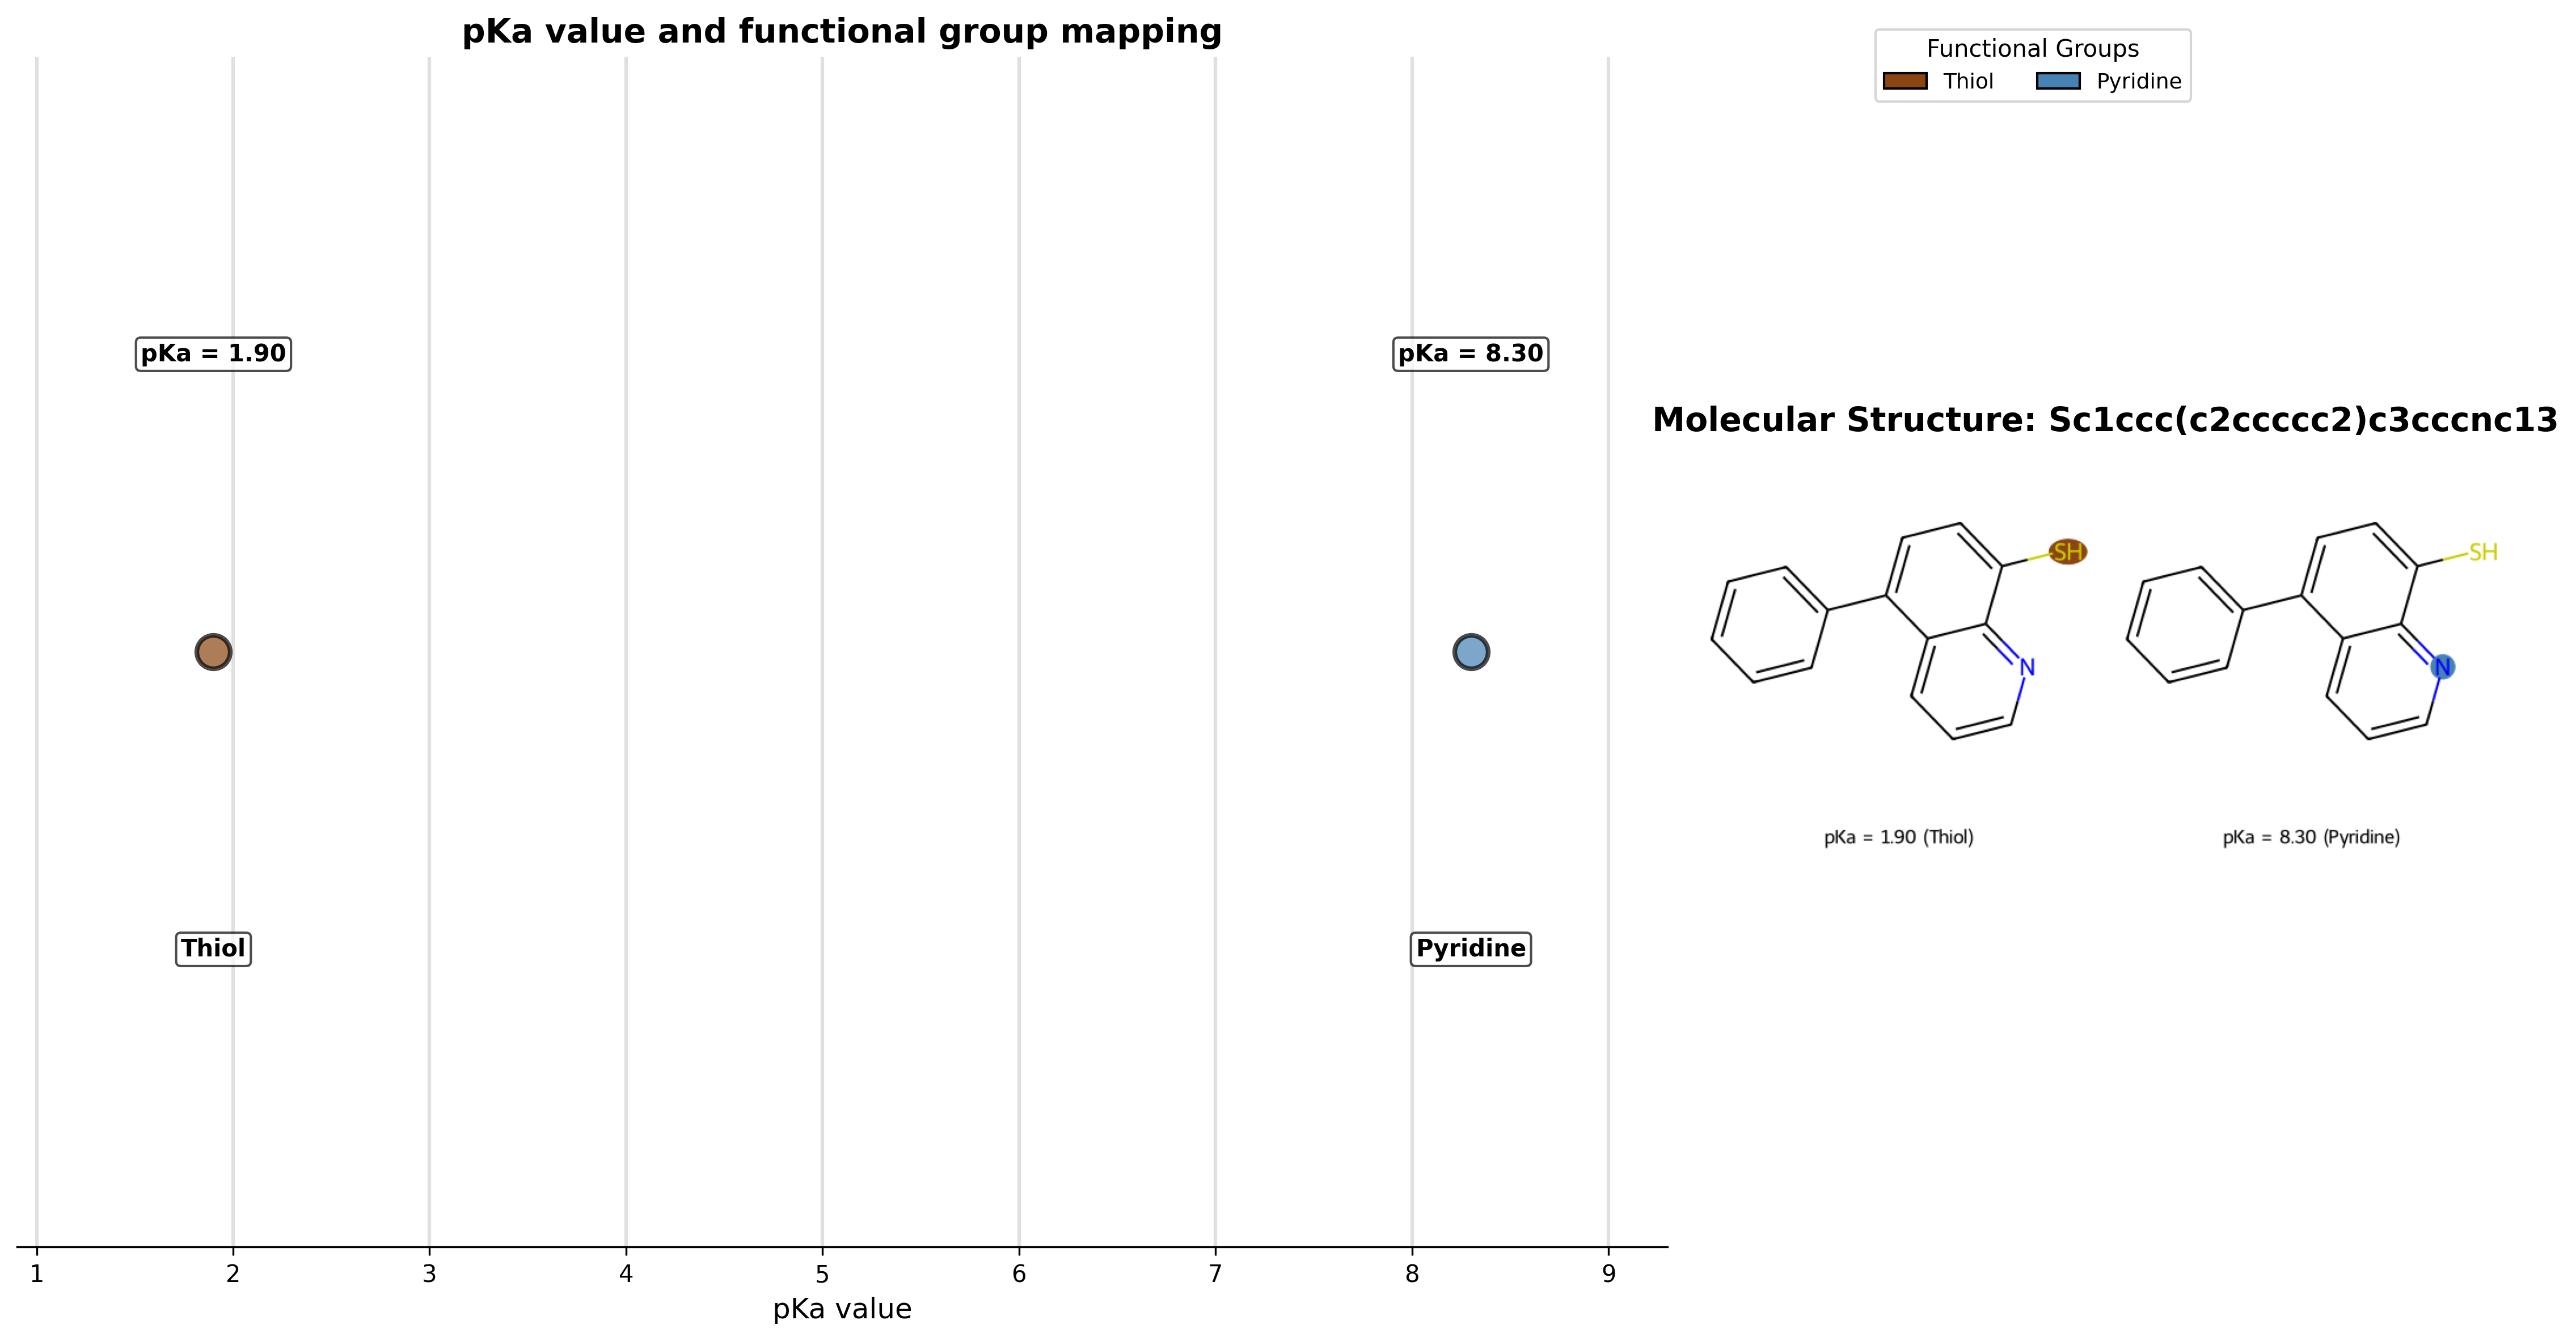 pKa value and functional group mapping
Functional Groups
Thiol
Pyridine
pKa = 1.90
pKa = 8.30
Molecular Structure: Sc1ccc(c2ccccc2)c3cccnc13
SH
N
SH
N
pKa = 1.90 (Thiol)
pKa = 8.30 (Pyridine)
Thiol
Pyridine
1 2 3 4 5 6 7 8 9
pKa value